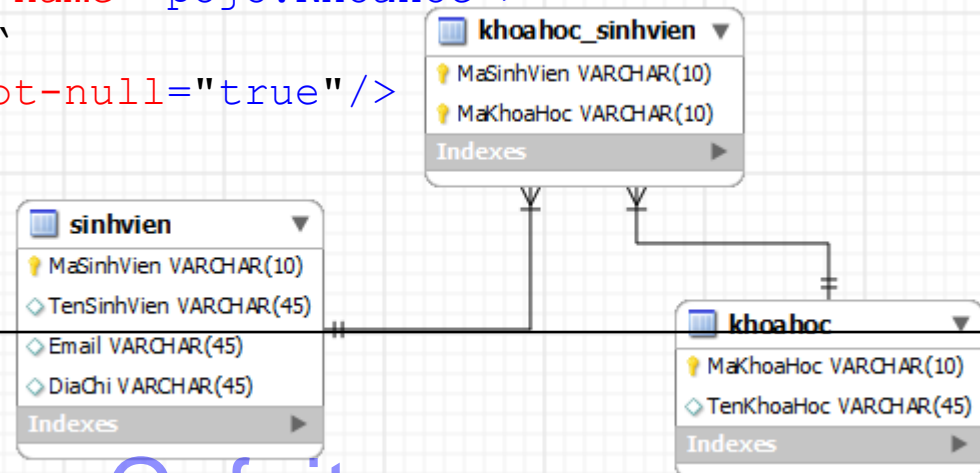 khoahoc_sinhvien
MaSinhVien VARCHAR(10)
ot-null="true"/>
MaKhoaHoc VARCHAR(10)
Indexes
sinhvien
MaSinhVien VARCHAR(10)
TenSinhVien VARCHAR(45)
Email VARCHAR(45)
DiaChi VARCHAR(45)
Indexes
khoahoc
MaKhoaHoc VARCHAR(10)
TenKhoaHoc VARCHAR(45)
Indexes